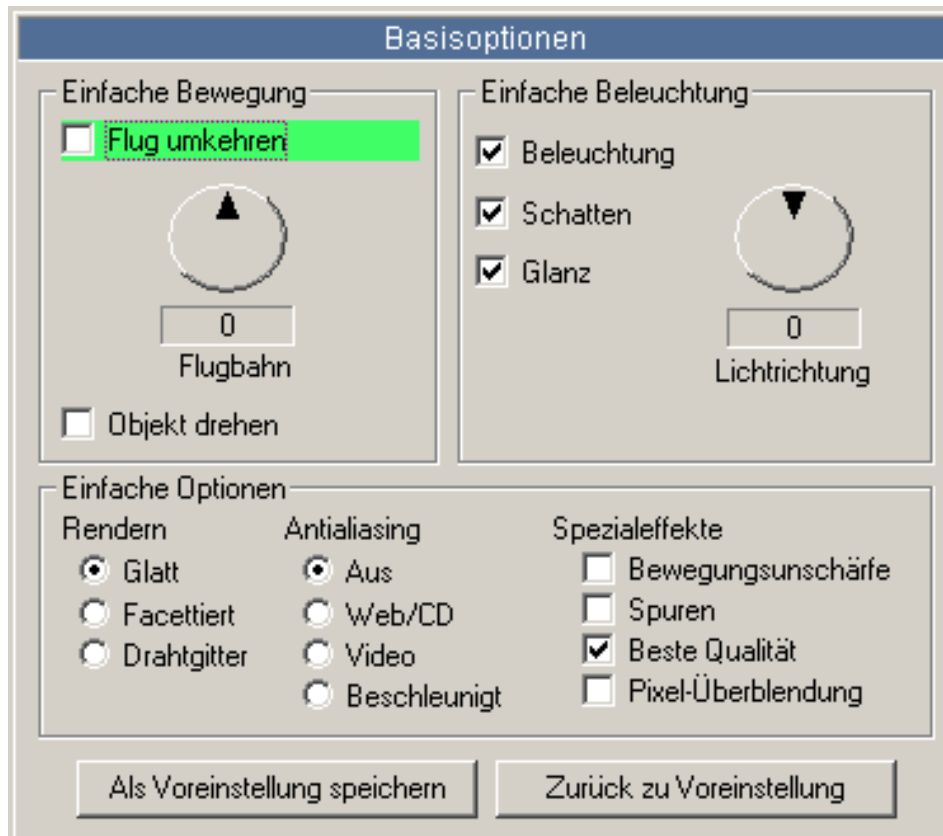 Basisoptionen
Einfache Bewegung
Flug umkehren
0
Flugbahn
Objekt drehen
Einfache Beleuchtung
Beleuchtung
Schatten
Glanz
0
Lichtrichtung
Einfache Optionen
Rendern
Glatt
Facettiert
Drahtgitter
Antialiasing
Aus
Web/CD
Video
Beschleunigt
Spezialeffekte
Bewegungsunschärfe
Spuren
Beste Qualität
Pixel-Überblendung
Als Voreinstellung speichern
Zurück zu Voreinstellung